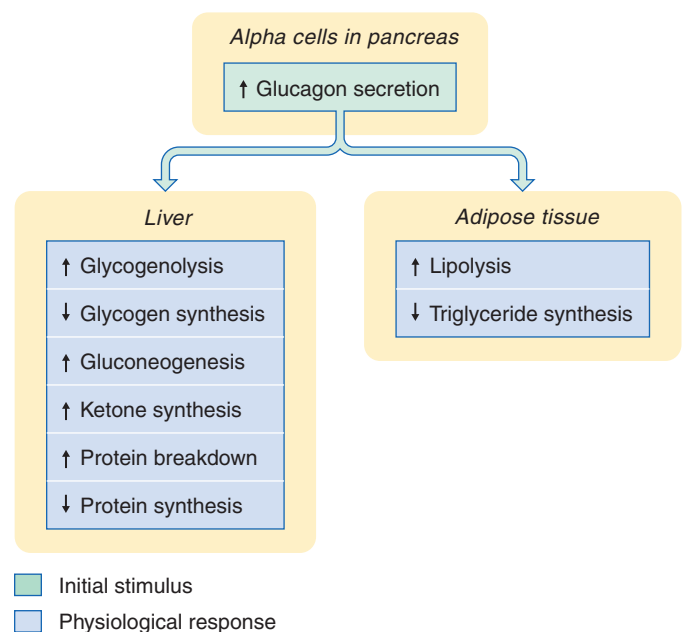 Alpha cells in pancreas
↑ Glucagon secretion
Liver
↑ Glycogenolysis
↓ Glycogen synthesis
↑ Gluconeogenesis
↑ Ketone synthesis
↑ Protein breakdown
↓ Protein synthesis
Adipose tissue
↑ Lipolysis
↓ Triglyceride synthesis
Initial stimulus
Physiological response